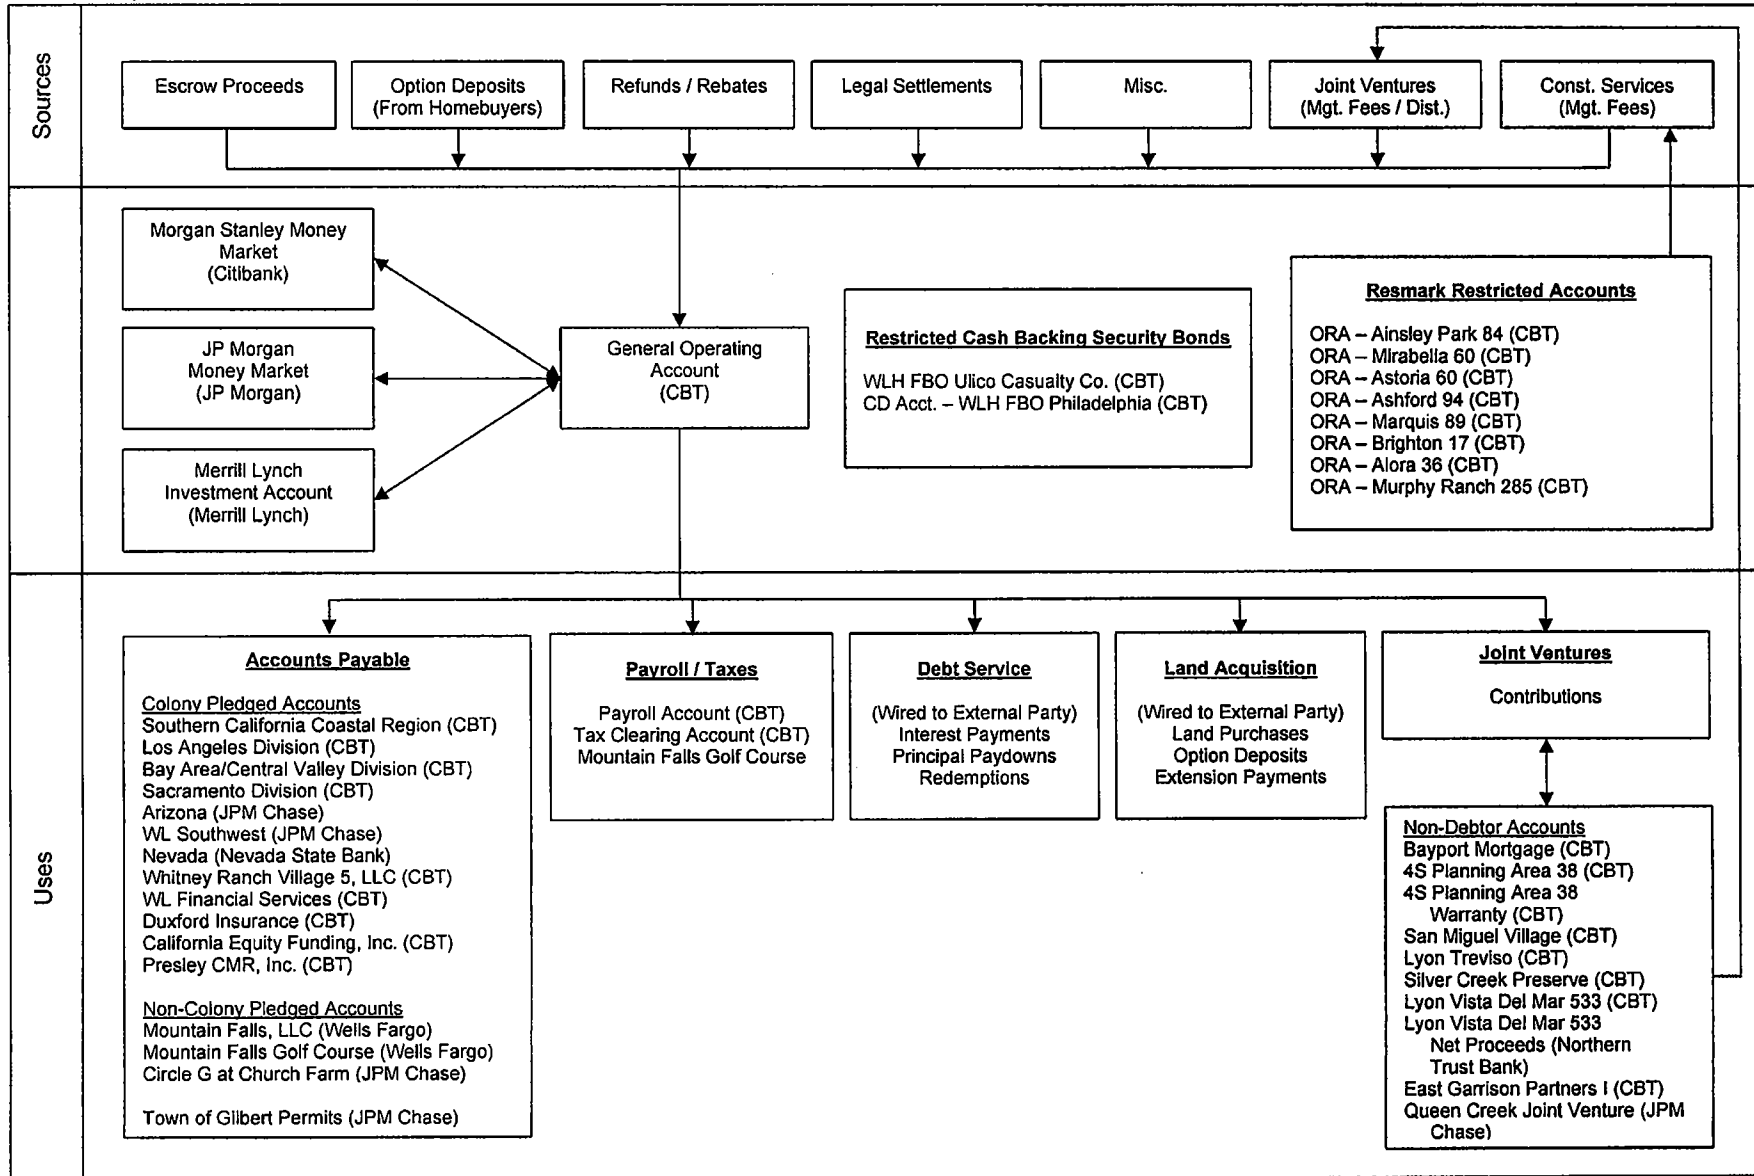 Sources
Escrow Proceeds
Option Deposits
(From Homebuyers)
Refunds / Rebates
Legal Settlements
Misc.
Joint Ventures
(Mgt. Fees / Dist.)
Const. Services
(Mgt. Fees)
Morgan Stanley Money
Market
(Citibank)
JP Morgan
Money Market
(JP Morgan)
Merrill Lynch
Investment Account
(Merrill Lynch)
General Operating
Account
(CBT)
Restricted Cash Backing Security Bonds
WLH FBO Ulico Casualty Co. (CBT)
CD Acct. – WLH FBO Philadelphia (CBT)
Resmark Restricted Accounts
ORA – Ainsley Park 84 (CBT)
ORA – Mirabella 60 (CBT)
ORA – Astoria 60 (CBT)
ORA – Ashford 94 (CBT)
ORA – Marquis 89 (CBT)
ORA – Brighton 17 (CBT)
ORA – Alora 36 (CBT)
ORA – Murphy Ranch 285 (CBT)
Uses
Accounts Payable
Colony Pledged Accounts
Southern California Coastal Region (CBT)
Los Angeles Division (CBT)
Bay Area/Central Valley Division (CBT)
Sacramento Division (CBT)
Arizona (JPM Chase)
WL Southwest (JPM Chase)
Nevada (Nevada State Bank)
Whitney Ranch Village 5, LLC (CBT)
WL Financial Services (CBT)
Duxford Insurance (CBT)
California Equity Funding, Inc. (CBT)
Presley CMR, Inc. (CBT)
Non-Colony Pledged Accounts
Mountain Falls, LLC (Wells Fargo)
Mountain Falls Golf Course (Wells Fargo)
Circle G at Church Farm (JPM Chase)
Town of Gilbert Permits (JPM Chase)
Payroll / Taxes
Payroll Account (CBT)
Tax Clearing Account (CBT)
Mountain Falls Golf Course
Debt Service
(Wired to External Party)
Interest Payments
Principal Paydowns
Redemptions
Land Acquisition
(Wired to External Party)
Land Purchases
Option Deposits
Extension Payments
Joint Ventures
Contributions
Non-Debtor Accounts
Bayport Mortgage (CBT)
4S Planning Area 38 (CBT)
4S Planning Area 38
Warranty (CBT)
San Miguel Village (CBT)
Lyon Treviso (CBT)
Silver Creek Preserve (CBT)
Lyon Vista Del Mar 533 (CBT)
Lyon Vista Del Mar 533
Net Proceeds (Northern
Trust Bank)
East Garrison Partners I (CBT)
Queen Creek Joint Venture (JPM
Chase)